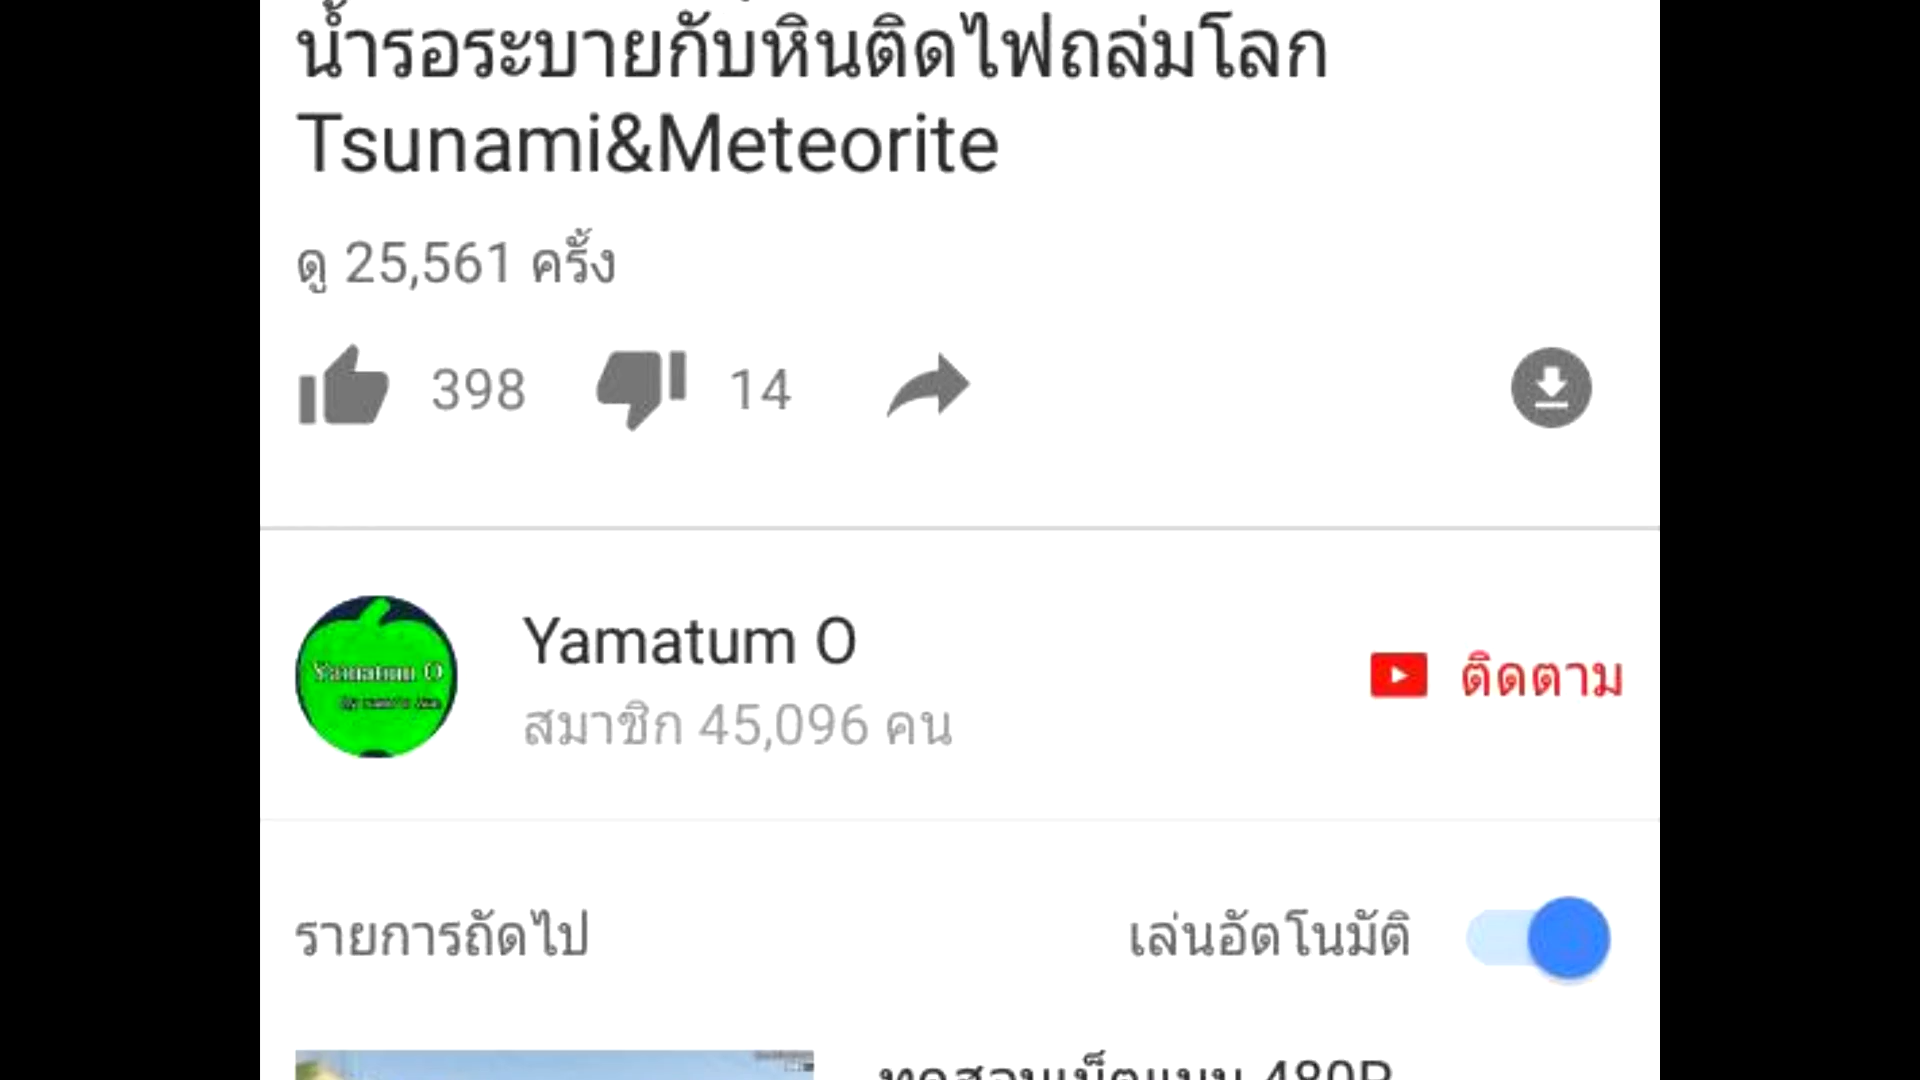 น้ำรอระบายกับหินติดไฟถล่มโลก
Tsunami&Meteorite
ดู 25,561 ครั้ง
398 14
Yamatum O
Yamatum O
สมาชิก 45,096 คน
ติดตาม
รายการถัดไป เล่นอัตโนมัติ
480P